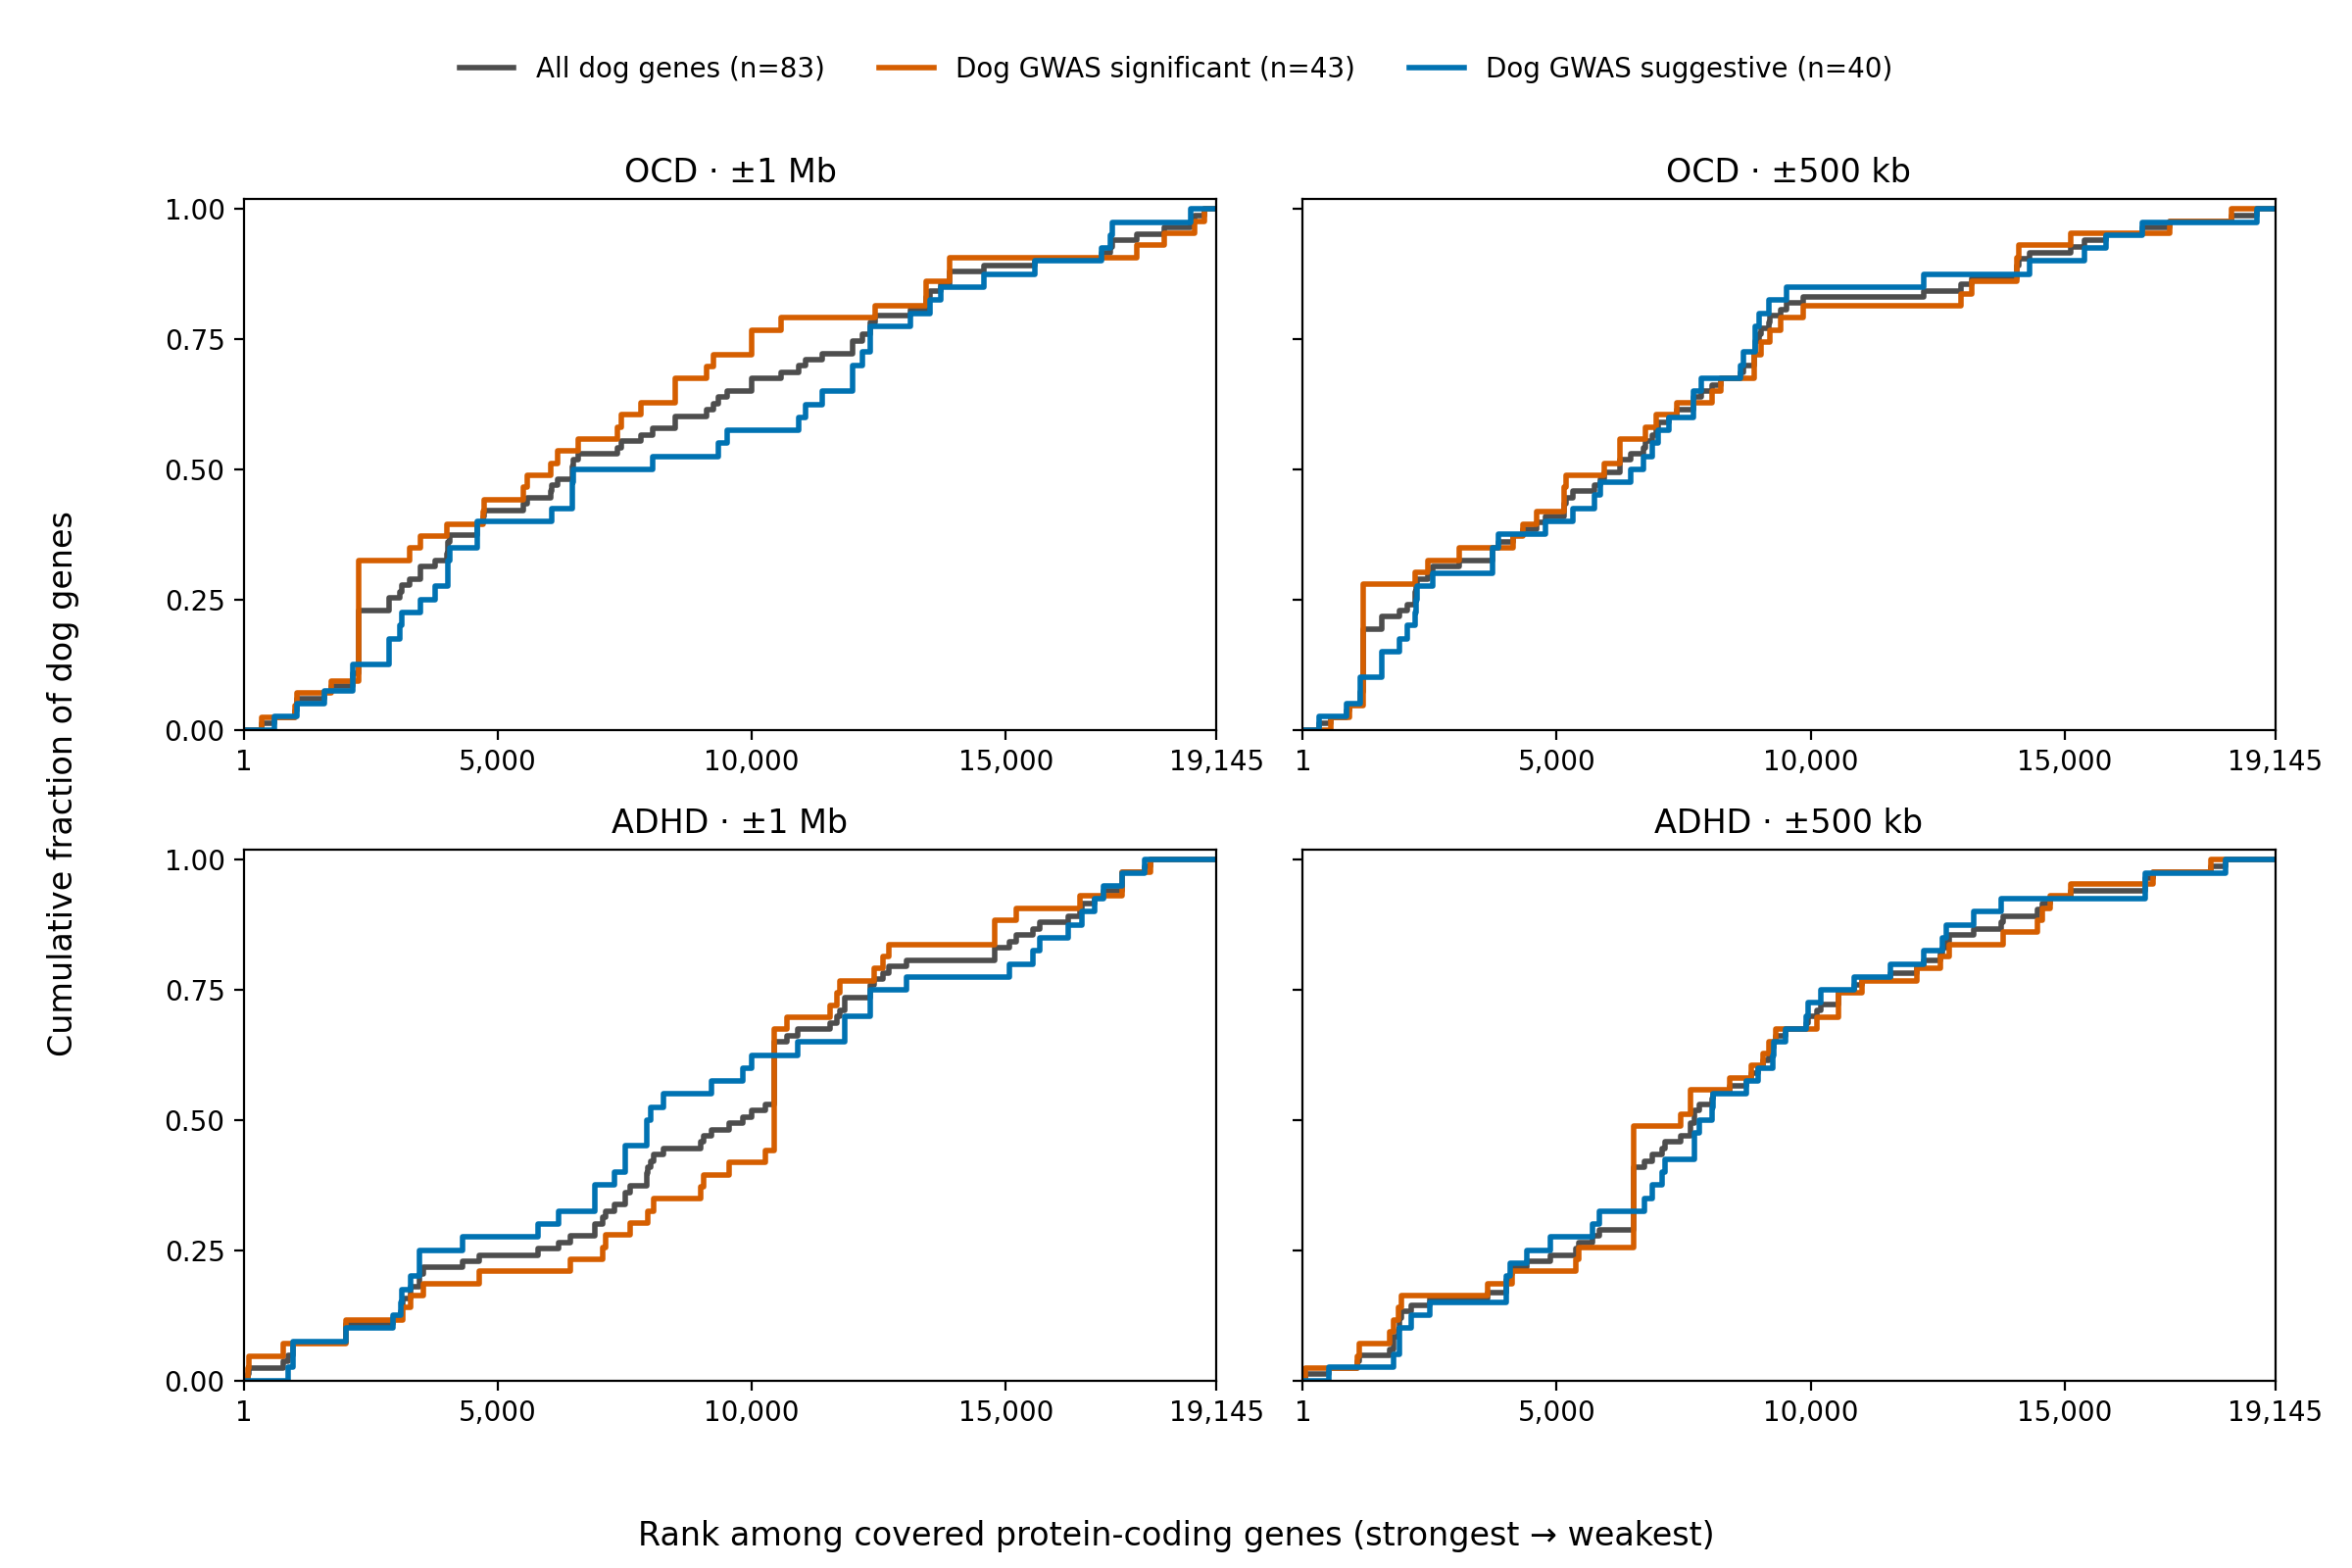 All dog genes (n=83) Dog GWAS significant (n=43) Dog GWAS suggestive (n=40)
OCD · ±1 Mb
OCD · ±500 kb
1.00
0.75
0.50
0.25
0.00
1 5,000 10,000 15,000 19,145
1 5,000 10,000 15,000 19,145
ADHD · ±1 Mb
ADHD · ±500 kb
1.00
0.75
0.50
0.25
0.00
1 5,000 10,000 15,000 19,145
1 5,000 10,000 15,000 19,145
Cumulative fraction of dog genes
Rank among covered protein-coding genes (strongest → weakest)